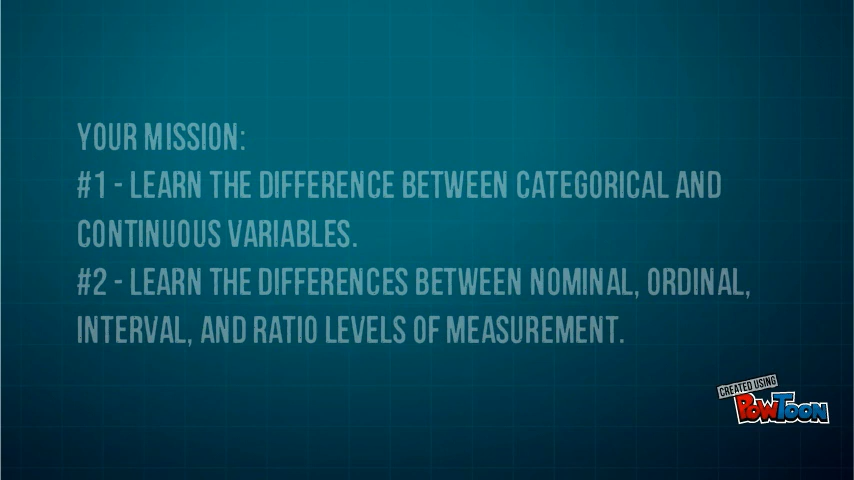 YOUR MISSION:
#1 - LEARN THE DIFFERENCE BETWEEN CATEGORICAL AND
CONTINUOUS VARIABLES.
#2 - LEARN THE DIFFERENCES BETWEEN NOMINAL, ORDINAL,
INTERVAL, AND RATIO LEVELS OF MEASUREMENT.
CREATED USING
POWTOON